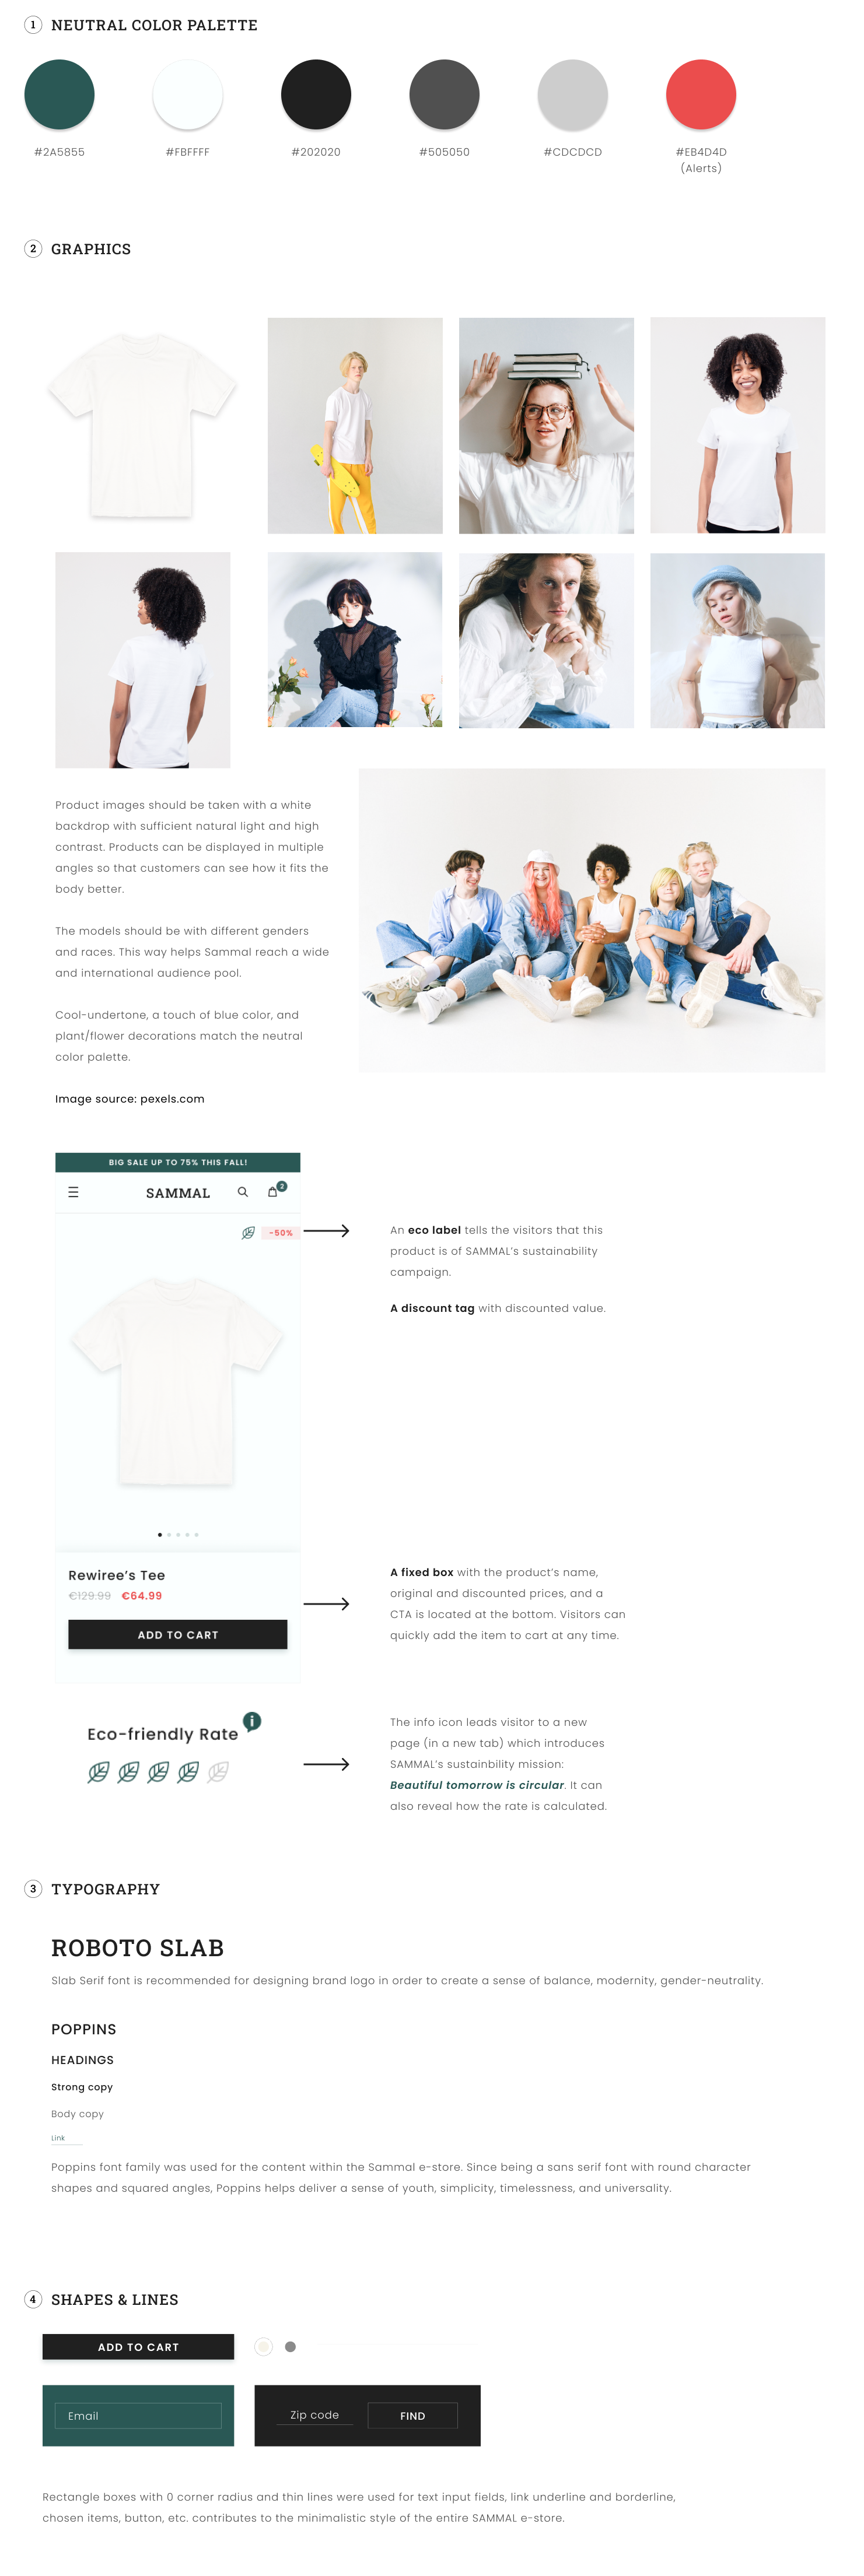 1 NEUTRAL COLOR PALETTE
#2A5855
#FBFFFF
#202020
#505050
#CDCDCD
#EB4D4D
(Alerts)
2 GRAPHICS
Product images should be taken with a white
backdrop with sufficient natural light and high
contrast. Products can be displayed in multiple
angles so that customers can see how it fits the
body better.
The models should be with different genders
and races. This way helps Sammal reach a wide
and international audience pool.
Cool-undertone, a touch of blue color, and
plant/flower decorations match the neutral
color palette.
Image source: pexels.com
BIG SALE UP TO 75% THIS FALL!
SAMMAL
2
-50%
An eco label tells the visitors that this
product is of SAMMAL's sustainability
campaign.
A discount tag with discounted value.
Rewiree's Tee
€129.99 €64.99
ADD TO CART
A fixed box with the product's name,
original and discounted prices, and a
CTA is located at the bottom. Visitors can
quickly add the item to cart at any time.
Eco-friendly Rate
i
The info icon leads visitor to a new
page (in a new tab) which introduces
SAMMAL's sustainbility mission:
Beautiful tomorrow is circular. It can
also reveal how the rate is calculated.
3 TYPOGRAPHY
ROBOTO SLAB
Slab Serif font is recommended for designing brand logo in order to create a sense of balance, modernity, gender-neutrality.
POPPINS
HEADINGS
Strong copy
Body copy
Link
Poppins font family was used for the content within the Sammal e-store. Since being a sans serif font with round character
shapes and squared angles, Poppins helps deliver a sense of youth, simplicity, timelessness, and universality.
4 SHAPES & LINES
ADD TO CART
Email
Zip code
FIND
Rectangle boxes with 0 corner radius and thin lines were used for text input fields, link underline and borderline,
chosen items, button, etc. contributes to the minimalistic style of the entire SAMMAL e-store.